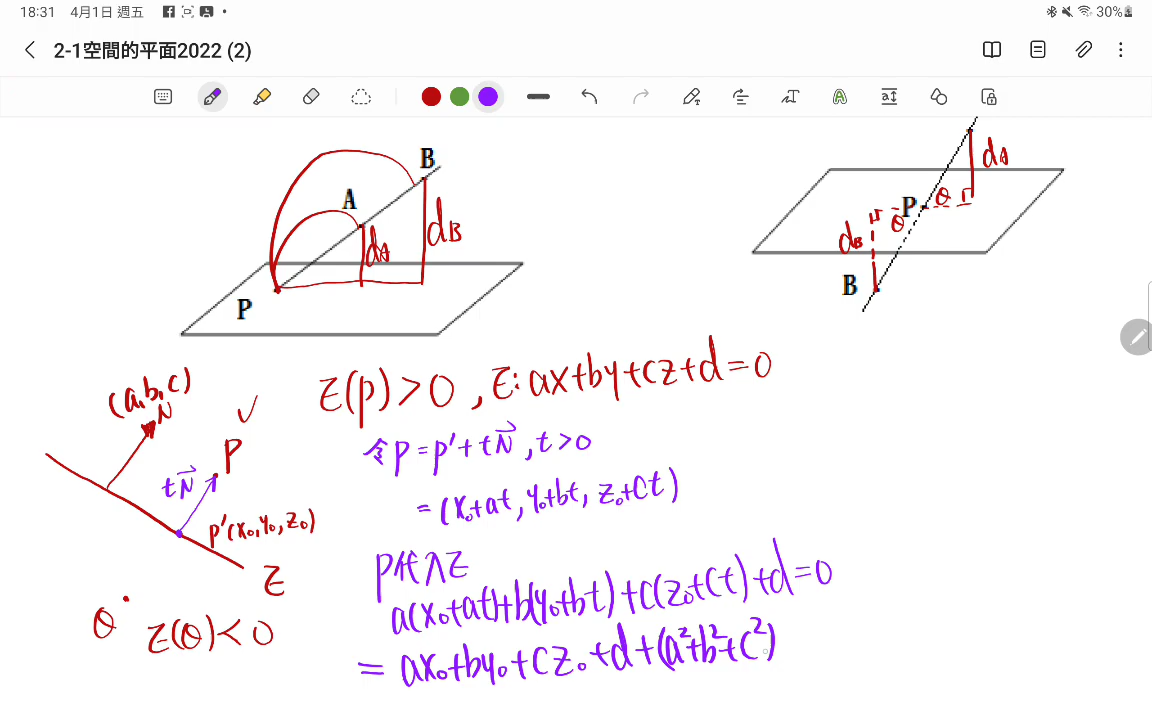 18:31 4月1日 週五 30%
2-1空間的平面2022 (2)
B
A
dA
dB
P
dA
P
θ
θ
dB
B
(a,b,c)
N
P
tN⃗
P'(x₀,y₀,z₀)
E
Q
E(Q)<0
E(P)>0 , E: ax+by+cz+d=0
令P=P'+tN⃗, t>0
=(x₀+at, y₀+bt, z₀+ct)
P代入E
a(x₀+at)+b(y₀+bt)+c(z₀+ct)+d=0
= ax₀+by₀+cz₀+d+(a²+b²+c²)